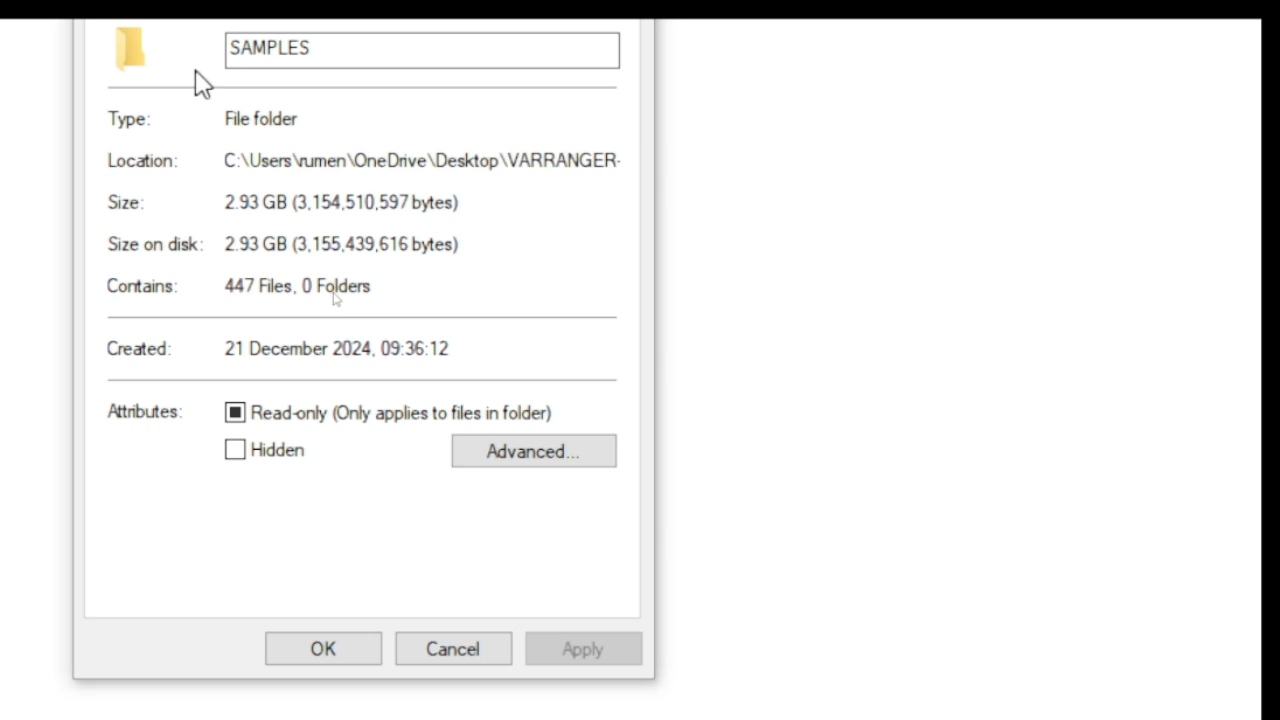 SAMPLES
Type: File folder
Location: C:\Users\rumen\OneDrive\Desktop\VARRANGER-
Size: 2.93 GB (3,154,510,597 bytes)
Size on disk: 2.93 GB (3,155,439,616 bytes)
Contains: 447 Files, 0 Folders
Created: 21 December 2024, 09:36:12
Attributes: Read-only (Only applies to files in folder)
Hidden Advanced...
OK Cancel Apply